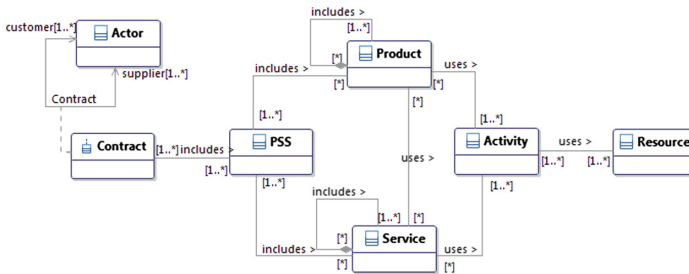 includes >
customer[1..*]
[1..*]
Actor
Product
[*]
includes >
[*]
[*]
uses >
supplier[1..*]
[*]
Contract
[1..*]
[1..*]
Contract
[1..*]
includes >
PSS
Activity
uses >
Resource
uses >
[1..*]
[1..*]
[1..*]
[1..*]
[1..*]
includes >
[1..*]
[*]
[*]
Service
includes >
uses >
[*]
[*]